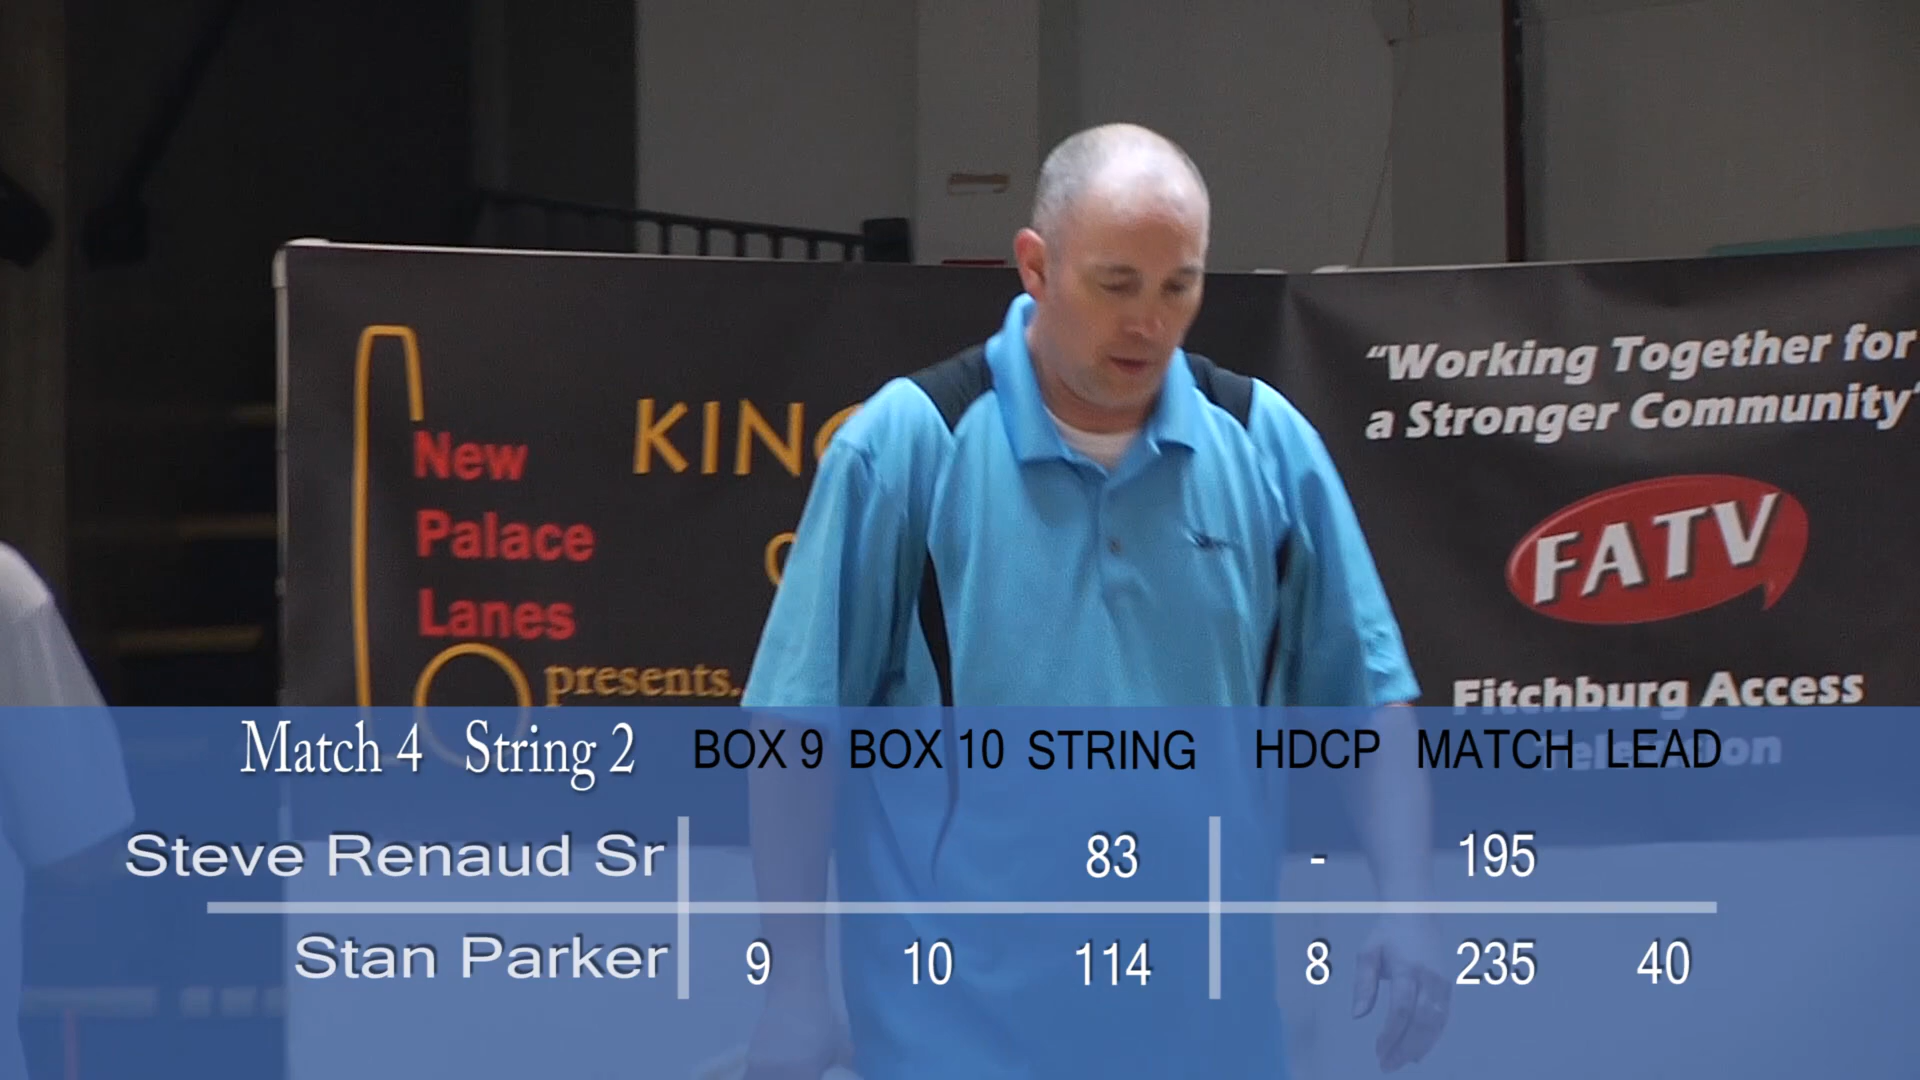 KIN
New
Palace
Lanes
presents..
“Working Together for
a Stronger Community”
FATV
Fitchburg Access
Television
Match 4 String 2 BOX 9 BOX 10 STRING HDCP MATCH LEAD
Steve Renaud Sr 83 - 195
Stan Parker 9 10 114 8 235 40